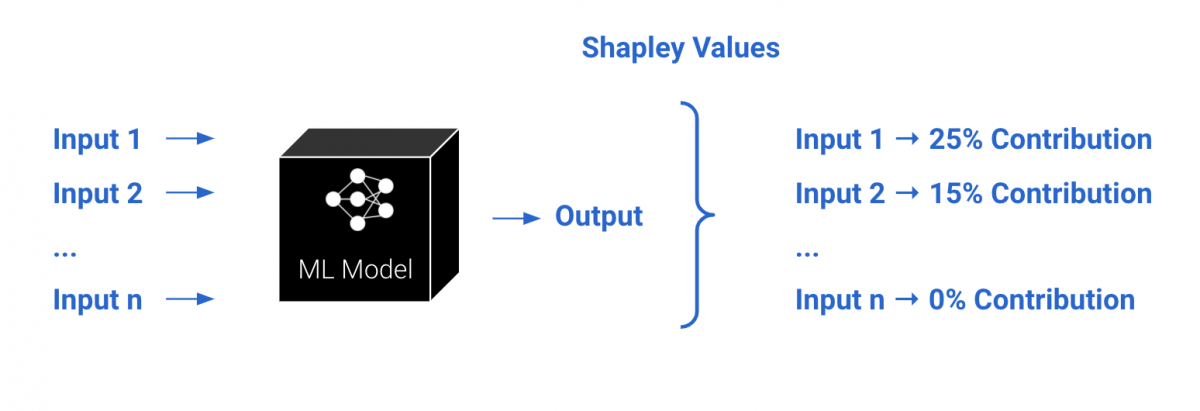 Shapley Values
Input 1
Input 2
...
Input n
ML Model
Output
Input 1 → 25% Contribution
Input 2 → 15% Contribution
...
Input n → 0% Contribution